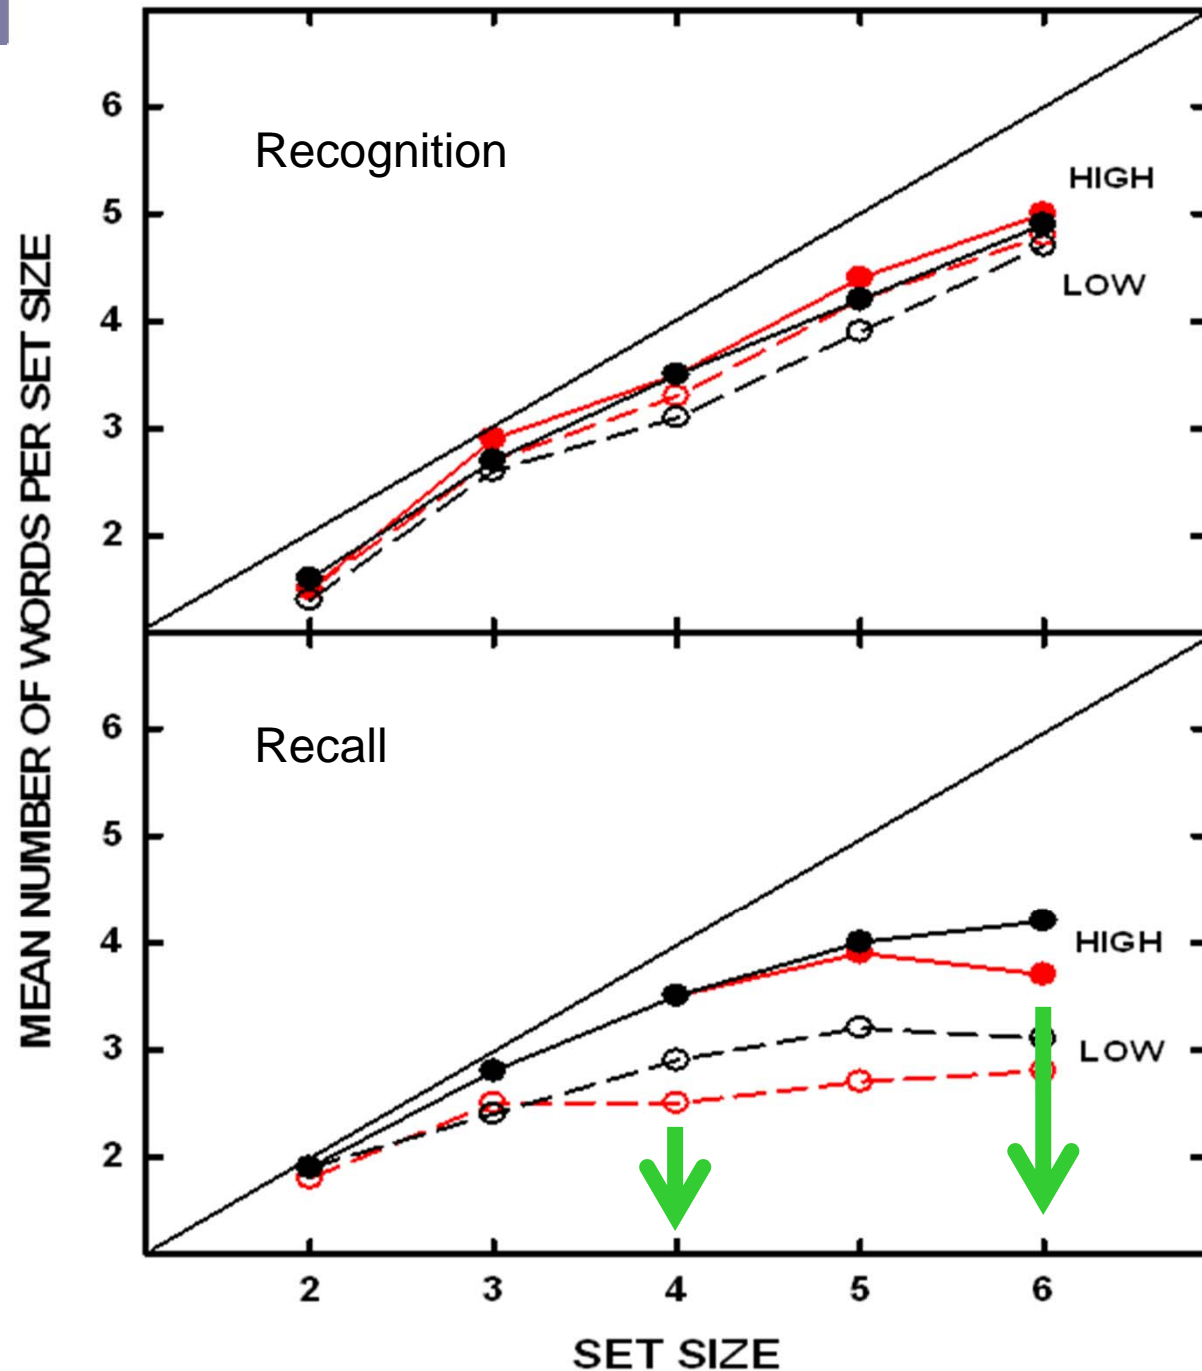 MEAN NUMBER OF WORDS PER SET SIZE
6
Recognition
HIGH
5
LOW
4
3
2
6
Recall
5
4
HIGH
3
LOW
2
2 3 4 5 6
SET SIZE